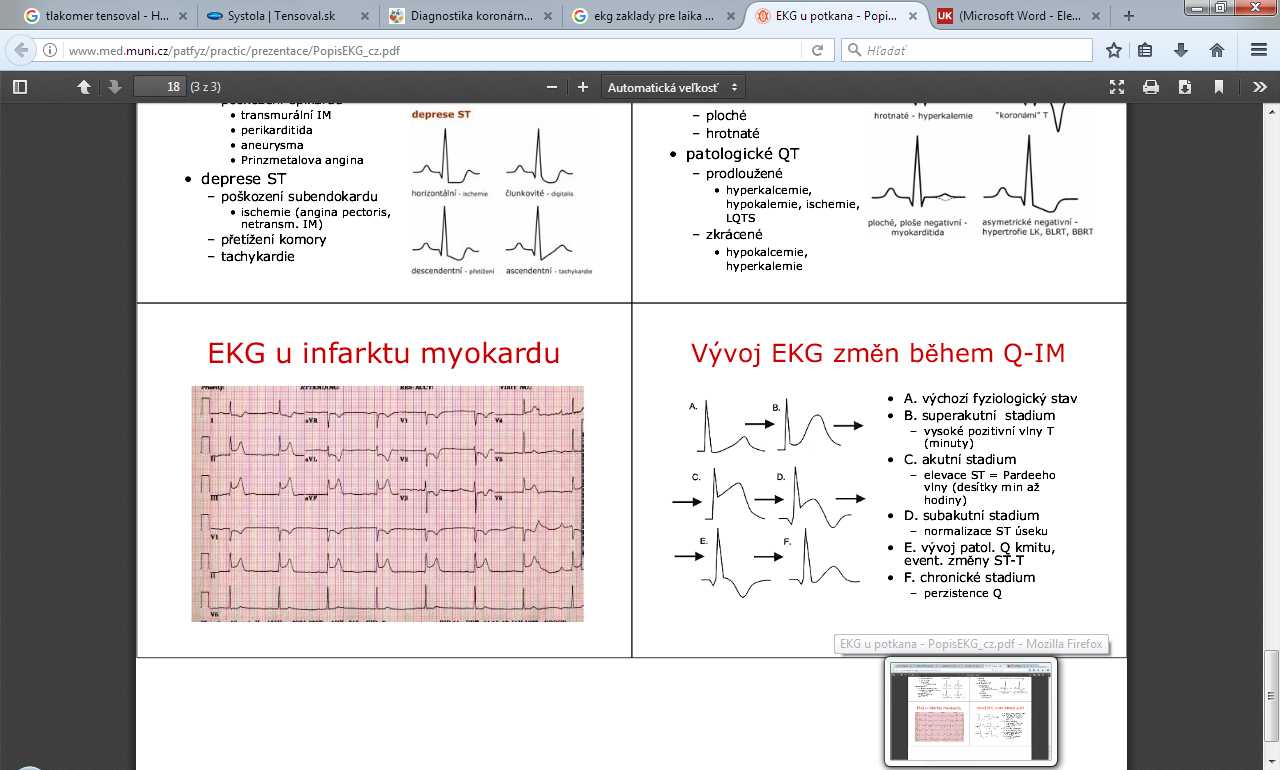 tlakomer tensoval - H...
Systola | Tensoval.sk
Diagnostika koronárn...
ekg zaklady pre laika ...
EKG u potkana - Popi...
UK (Microsoft Word - Ele...
www.med.muni.cz/patfyz/practic/prezentace/PopisEKG_cz.pdf
Hľadať
18 (3 z 3)
Automatická veľkosť
• transmurální IM
• perikarditida
• aneurysma
• Prinzmetalova angina
• deprese ST
– poškození subendokardu
• ischemie (angina pectoris,
netransm. IM)
– přetížení komory
– tachykardie
deprese ST
horizontální - ischemie
člunkovité - digitalis
descendentní - přetížení
ascendentní - tachykardie
– ploché
– hrotnaté
• patologické QT
– prodloužené
• hyperkalcemie,
hypokalemie, ischemie,
LQTS
– zkrácené
• hypokalcemie,
hyperkalemie
hrotnaté - hyperkalemie
"koronární" T
ploché, ploše negativní -
myokarditida
asymetrické negativní -
hypertrofie LK, BLRT, BBRT
EKG u infarktu myokardu
I aVR V1 V4
II aVL V2 V5
III aVF V3 V6
V1
II
V6
Vývoj EKG změn během Q-IM
A.
B.
C.
D.
E.
F.
• A. výchozí fyziologický stav
• B. superakutní stadium
– vysoké pozitivní vlny T
(minuty)
• C. akutní stadium
– elevace ST = Pardeeho
vlny (desítky min až
hodiny)
• D. subakutní stadium
– normalizace ST úseku
• E. vývoj patol. Q kmitu,
event. změny ST-T
• F. chronické stadium
– perzistence Q
EKG u potkana - PopisEKG_cz.pdf - Mozilla Firefox